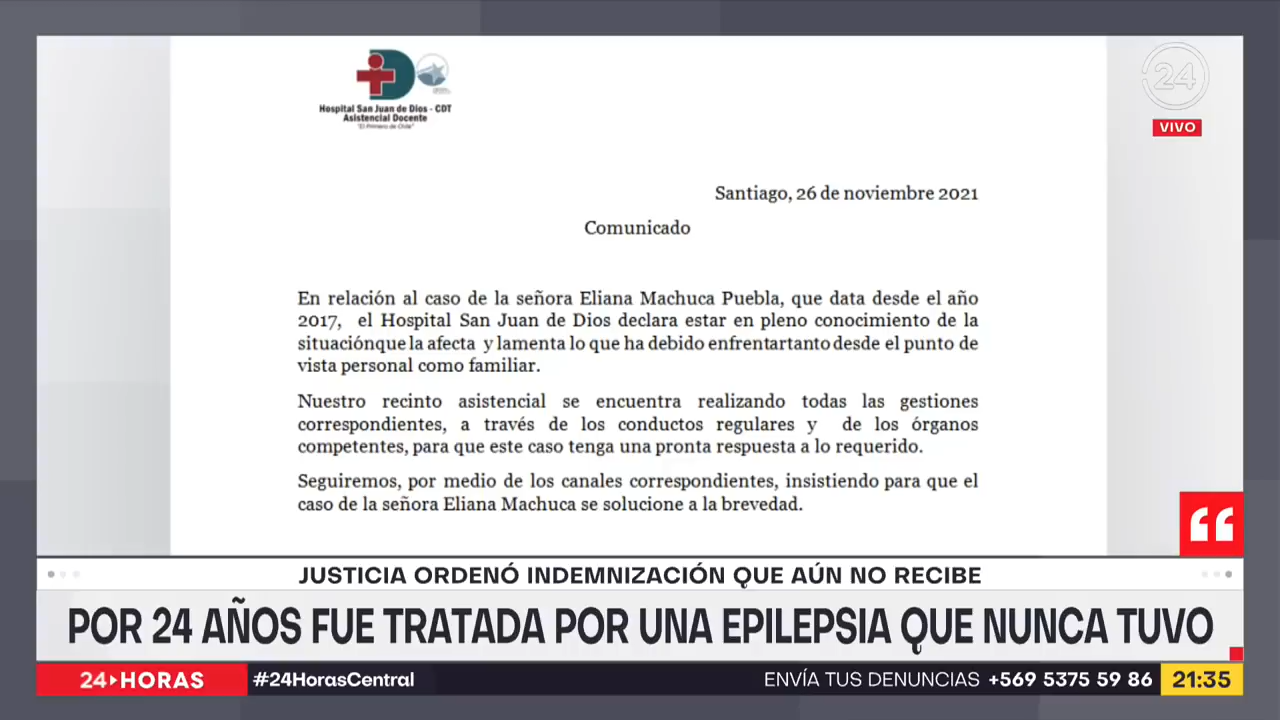 Hospital San Juan de Dios - CDT
Asistencial Docente
"El Primero de Chile"
24
VIVO
Santiago, 26 de noviembre 2021
Comunicado
En relación al caso de la señora Eliana Machuca Puebla, que data desde el año
2017, el Hospital San Juan de Dios declara estar en pleno conocimiento de la
situaciónque la afecta y lamenta lo que ha debido enfrentartanto desde el punto de
vista personal como familiar.
Nuestro recinto asistencial se encuentra realizando todas las gestiones
correspondientes, a través de los conductos regulares y de los órganos
competentes, para que este caso tenga una pronta respuesta a lo requerido.
Seguiremos, por medio de los canales correspondientes, insistiendo para que el
caso de la señora Eliana Machuca se solucione a la brevedad.
JUSTICIA ORDENÓ INDEMNIZACIÓN QUE AÚN NO RECIBE
POR 24 AÑOS FUE TRATADA POR UNA EPILEPSIA QUE NUNCA TUVO
24 HORAS #24HorasCentral ENVÍA TUS DENUNCIAS +569 5375 59 86 21:35